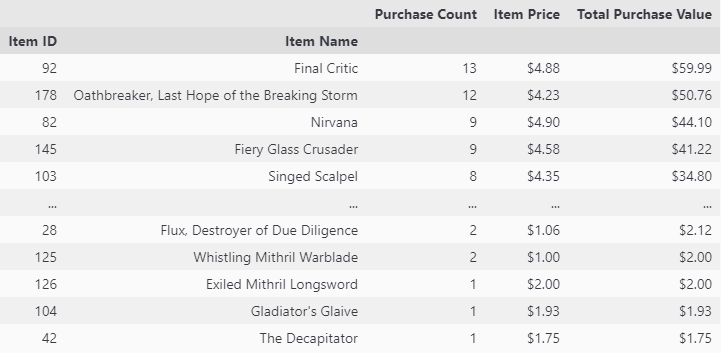 Purchase Count Item Price Total Purchase Value
Item ID Item Name
92 Final Critic 13 $4.88 $59.99
178 Oathbreaker, Last Hope of the Breaking Storm 12 $4.23 $50.76
82 Nirvana 9 $4.90 $44.10
145 Fiery Glass Crusader 9 $4.58 $41.22
103 Singed Scalpel 8 $4.35 $34.80
... ... ... ... ...
28 Flux, Destroyer of Due Diligence 2 $1.06 $2.12
125 Whistling Mithril Warblade 2 $1.00 $2.00
126 Exiled Mithril Longsword 1 $2.00 $2.00
104 Gladiator's Glaive 1 $1.93 $1.93
42 The Decapitator 1 $1.75 $1.75